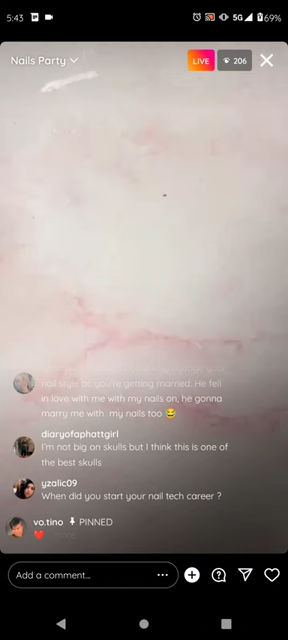 5:43
5G 69%
Nails Party
LIVE
206
nail style bc you're getting married. He fell
in love with me with my nails on, he gonna
marry me with my nails too 😂
diaryofaphattgirl
I'm not big on skulls but I think this is one of
the best skulls
yzalic09
When did you start your nail tech career ?
vo.tino PINNED
❤️
Add a comment...